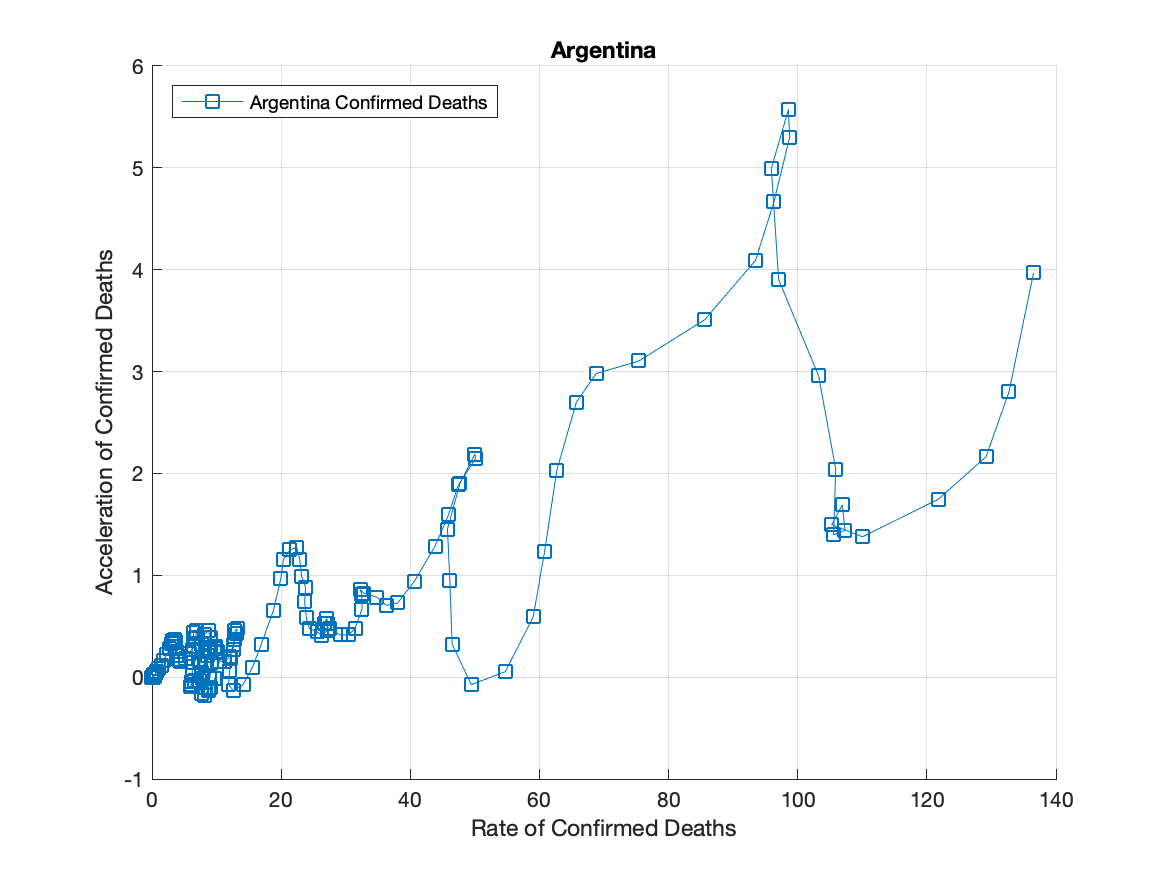 Argentina
Argentina Confirmed Deaths
6
5
4
3
2
1
0
-1
Acceleration of Confirmed Deaths
0 20 40 60 80 100 120 140
Rate of Confirmed Deaths